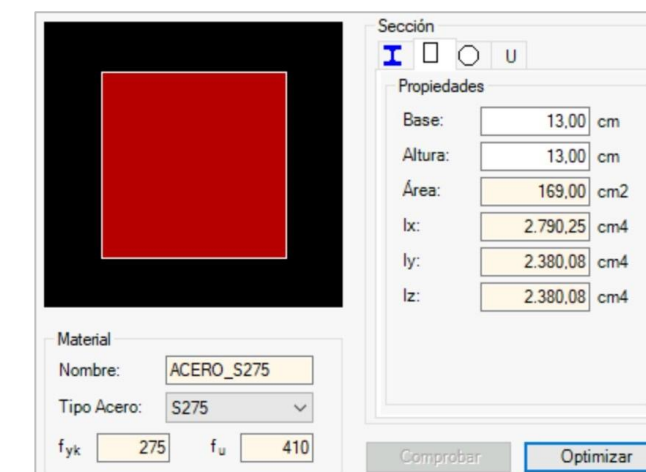 Sección
U
Propiedades
Base: 13,00 cm
Altura: 13,00 cm
Área: 169,00 cm2
Ix: 2.790,25 cm4
Iy: 2.380,08 cm4
Iz: 2.380,08 cm4
Material
Nombre: ACERO_S275
Tipo Acero: S275
fyk 275 fu 410
Comprobar Optimizar